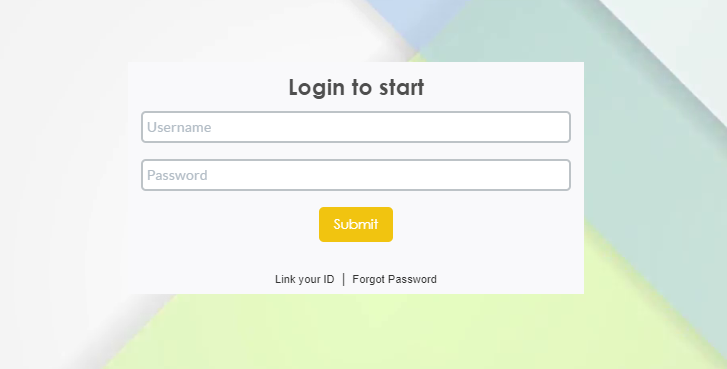 Login to start
Username
Password
Submit
Link your ID | Forgot Password